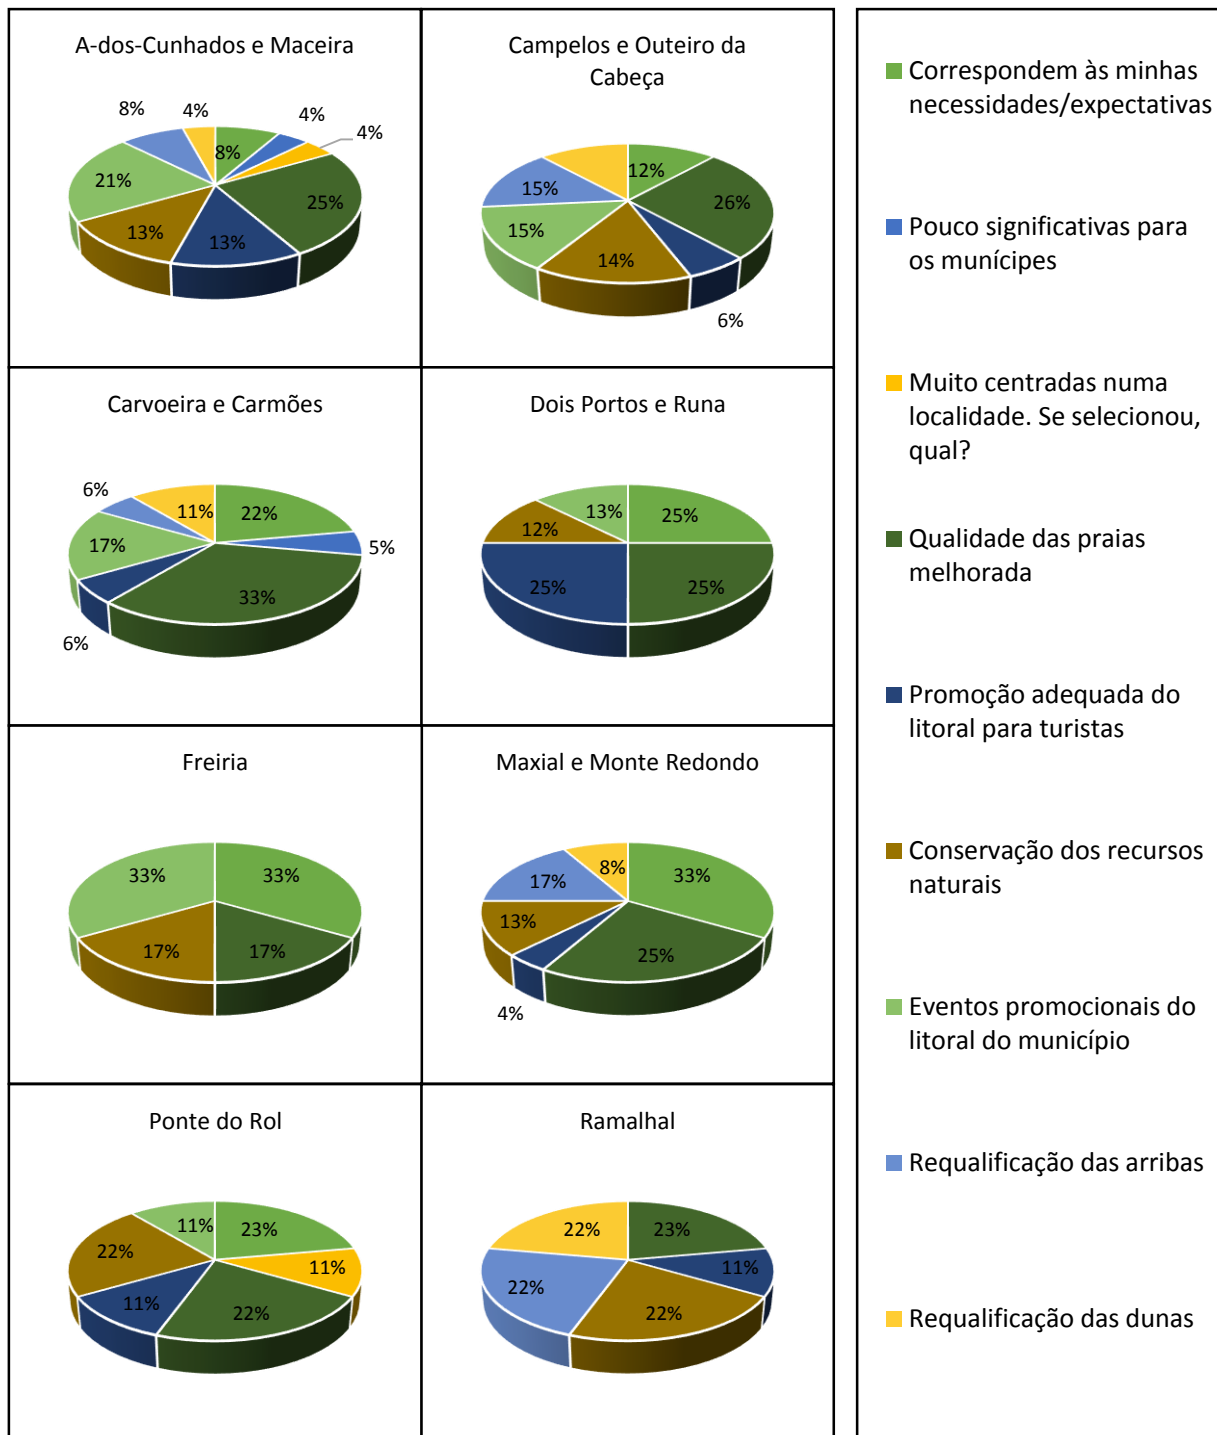 A-dos-Cunhados e Maceira
8%
4%
4%
4%
8%
21%
25%
13%
13%
Campelos e Outeiro da
Cabeça
12%
15%
26%
15%
14%
6%
Carvoeira e Carmões
6%
11%
22%
17%
5%
33%
6%
Dois Portos e Runa
13%
25%
12%
25%
25%
Freiria
33%
33%
17%
17%
Maxial e Monte Redondo
8%
33%
17%
13%
25%
4%
Ponte do Rol
11%
23%
22%
11%
11%
22%
Ramalhal
22%
23%
11%
22%
22%
Correspondem às minhas
necessidades/expectativas
Pouco significativas para
os munícipes
Muito centradas numa
localidade. Se selecionou,
qual?
Qualidade das praias
melhorada
Promoção adequada do
litoral para turistas
Conservação dos recursos
naturais
Eventos promocionais do
litoral do município
Requalificação das arribas
Requalificação das dunas